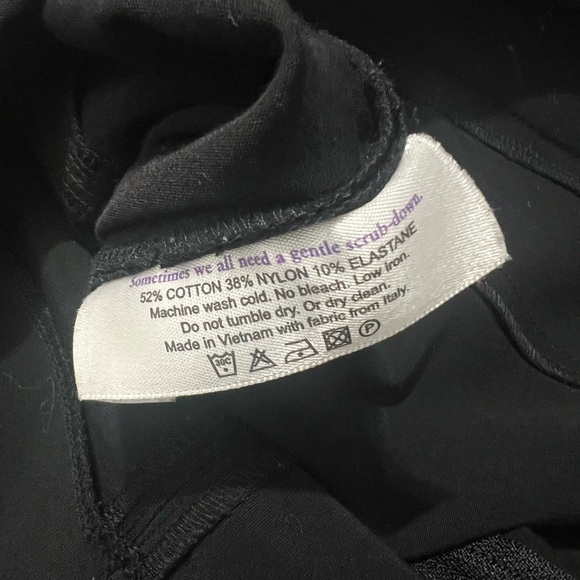 Sometimes we all need a gentle scrub-down.
52% COTTON 38% NYLON 10% ELASTANE
Machine wash cold. No bleach. Low iron.
Do not tumble dry. Or dry clean.
Made in Vietnam with fabric from Italy.
30C P